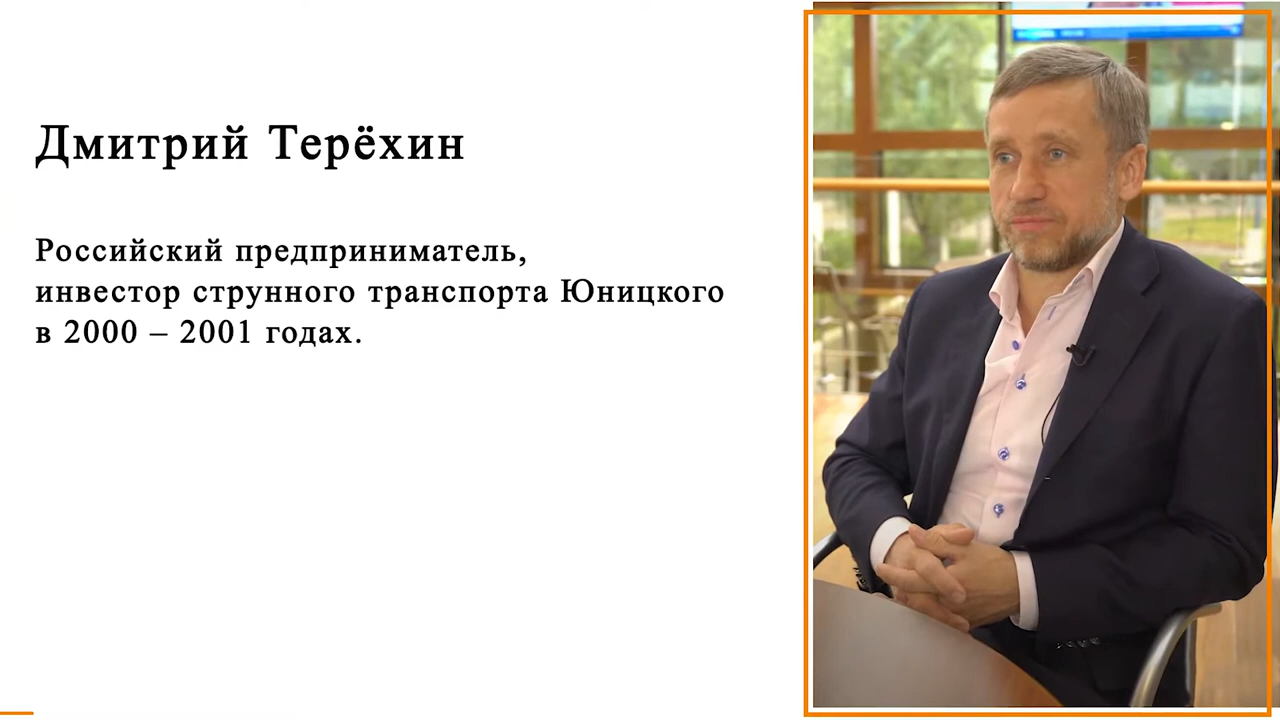 Дмитрий Терёхин
Российский предприниматель,
инвестор струнного транспорта Юницкого
в 2000 – 2001 годах.